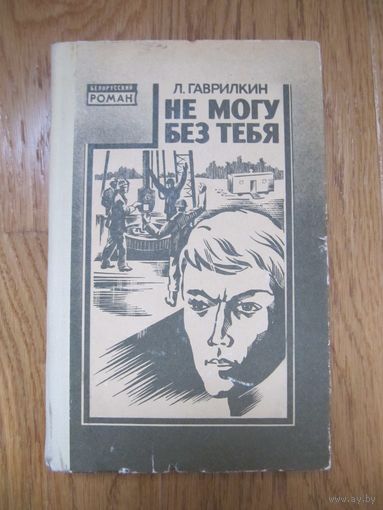 БЕЛОРУССКИЙ
РОМАН
Л. ГАВРИЛКИН
НЕ МОГУ
БЕЗ ТЕБЯ
www.ay.by